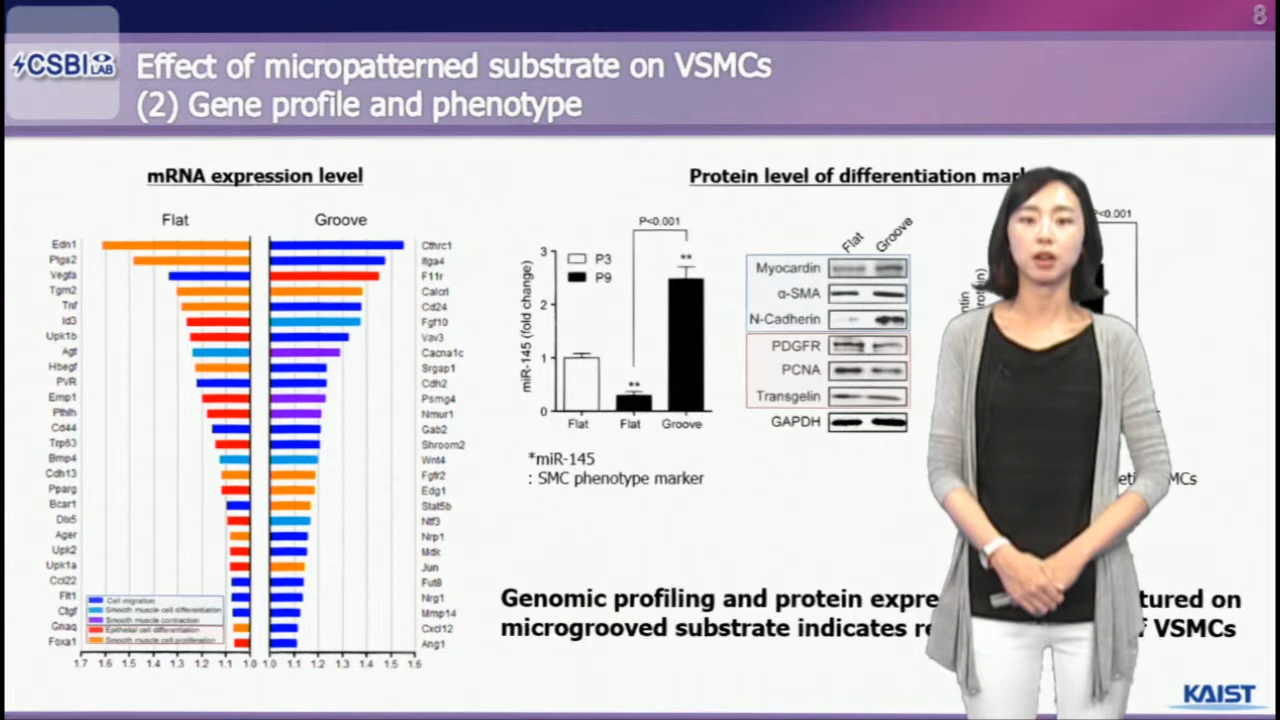 8
CSBI LAB
Effect of micropatterned substrate on VSMCs
(2) Gene profile and phenotype
mRNA expression level
Flat
Groove
Edn1
Ptgs2
Vegfa
Tgm2
Tnf
Id3
Upk1b
Agt
Hbegf
PVR
Emp1
Pthlh
Cd44
Trp63
Bmp4
Cdh13
Pparg
Bcar1
Dlx5
Ager
Upk2
Upk1a
Ccl22
Flt1
Ctgf
Gnaq
Foxa1
Cthrc1
Itga4
F11r
Calcrl
Cd24
Fgf10
Vav3
Cacna1c
Srgap1
Cdh2
Psmg4
Nmur1
Gab2
Shroom2
Wnt4
Fgfr2
Edg1
Stat5b
Ntf3
Nrp1
Mdk
Jun
Fut8
Nrg1
Mmp14
Cxcl12
Ang1
Cell migration
Smooth muscle cell differentiation
Smooth muscle contraction
Epithelial cell differentiation
Smooth muscle cell proliferation
1.7 1.6 1.5 1.4 1.3 1.2 1.1 1.0
1.0 1.1 1.2 1.3 1.4 1.5 1.6
Protein level of differentiation
P<0.001
miR-145 (fold change)
3
2
1
0
P3
P9
**
**
Flat Flat Groove
*miR-145
: SMC phenotype marker
Flat Groove
Myocardin
α-SMA
N-Cadherin
PDGFR
PCNA
Transgelin
GAPDH
<0.001
protein)
MCs
Genomic profiling and protein expre tured on
microgrooved substrate indicates re VSMCs
KAIST